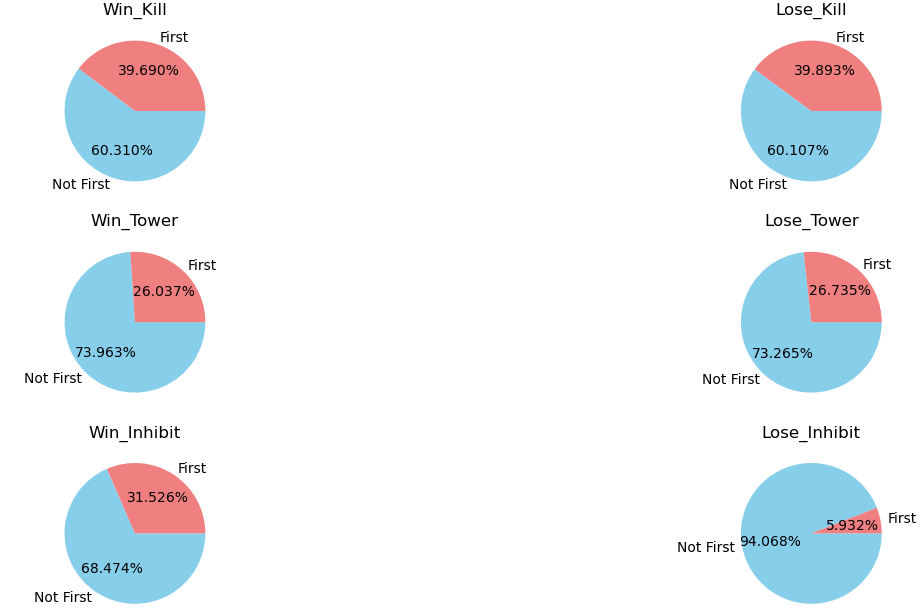 Win_Kill
First
39.690%
60.310%
Not First
Lose_Kill
First
39.893%
60.107%
Not First
Win_Tower
First
26.037%
73.963%
Not First
Lose_Tower
First
26.735%
73.265%
Not First
Win_Inhibit
First
31.526%
68.474%
Not First
Lose_Inhibit
First
5.932%
94.068%
Not First